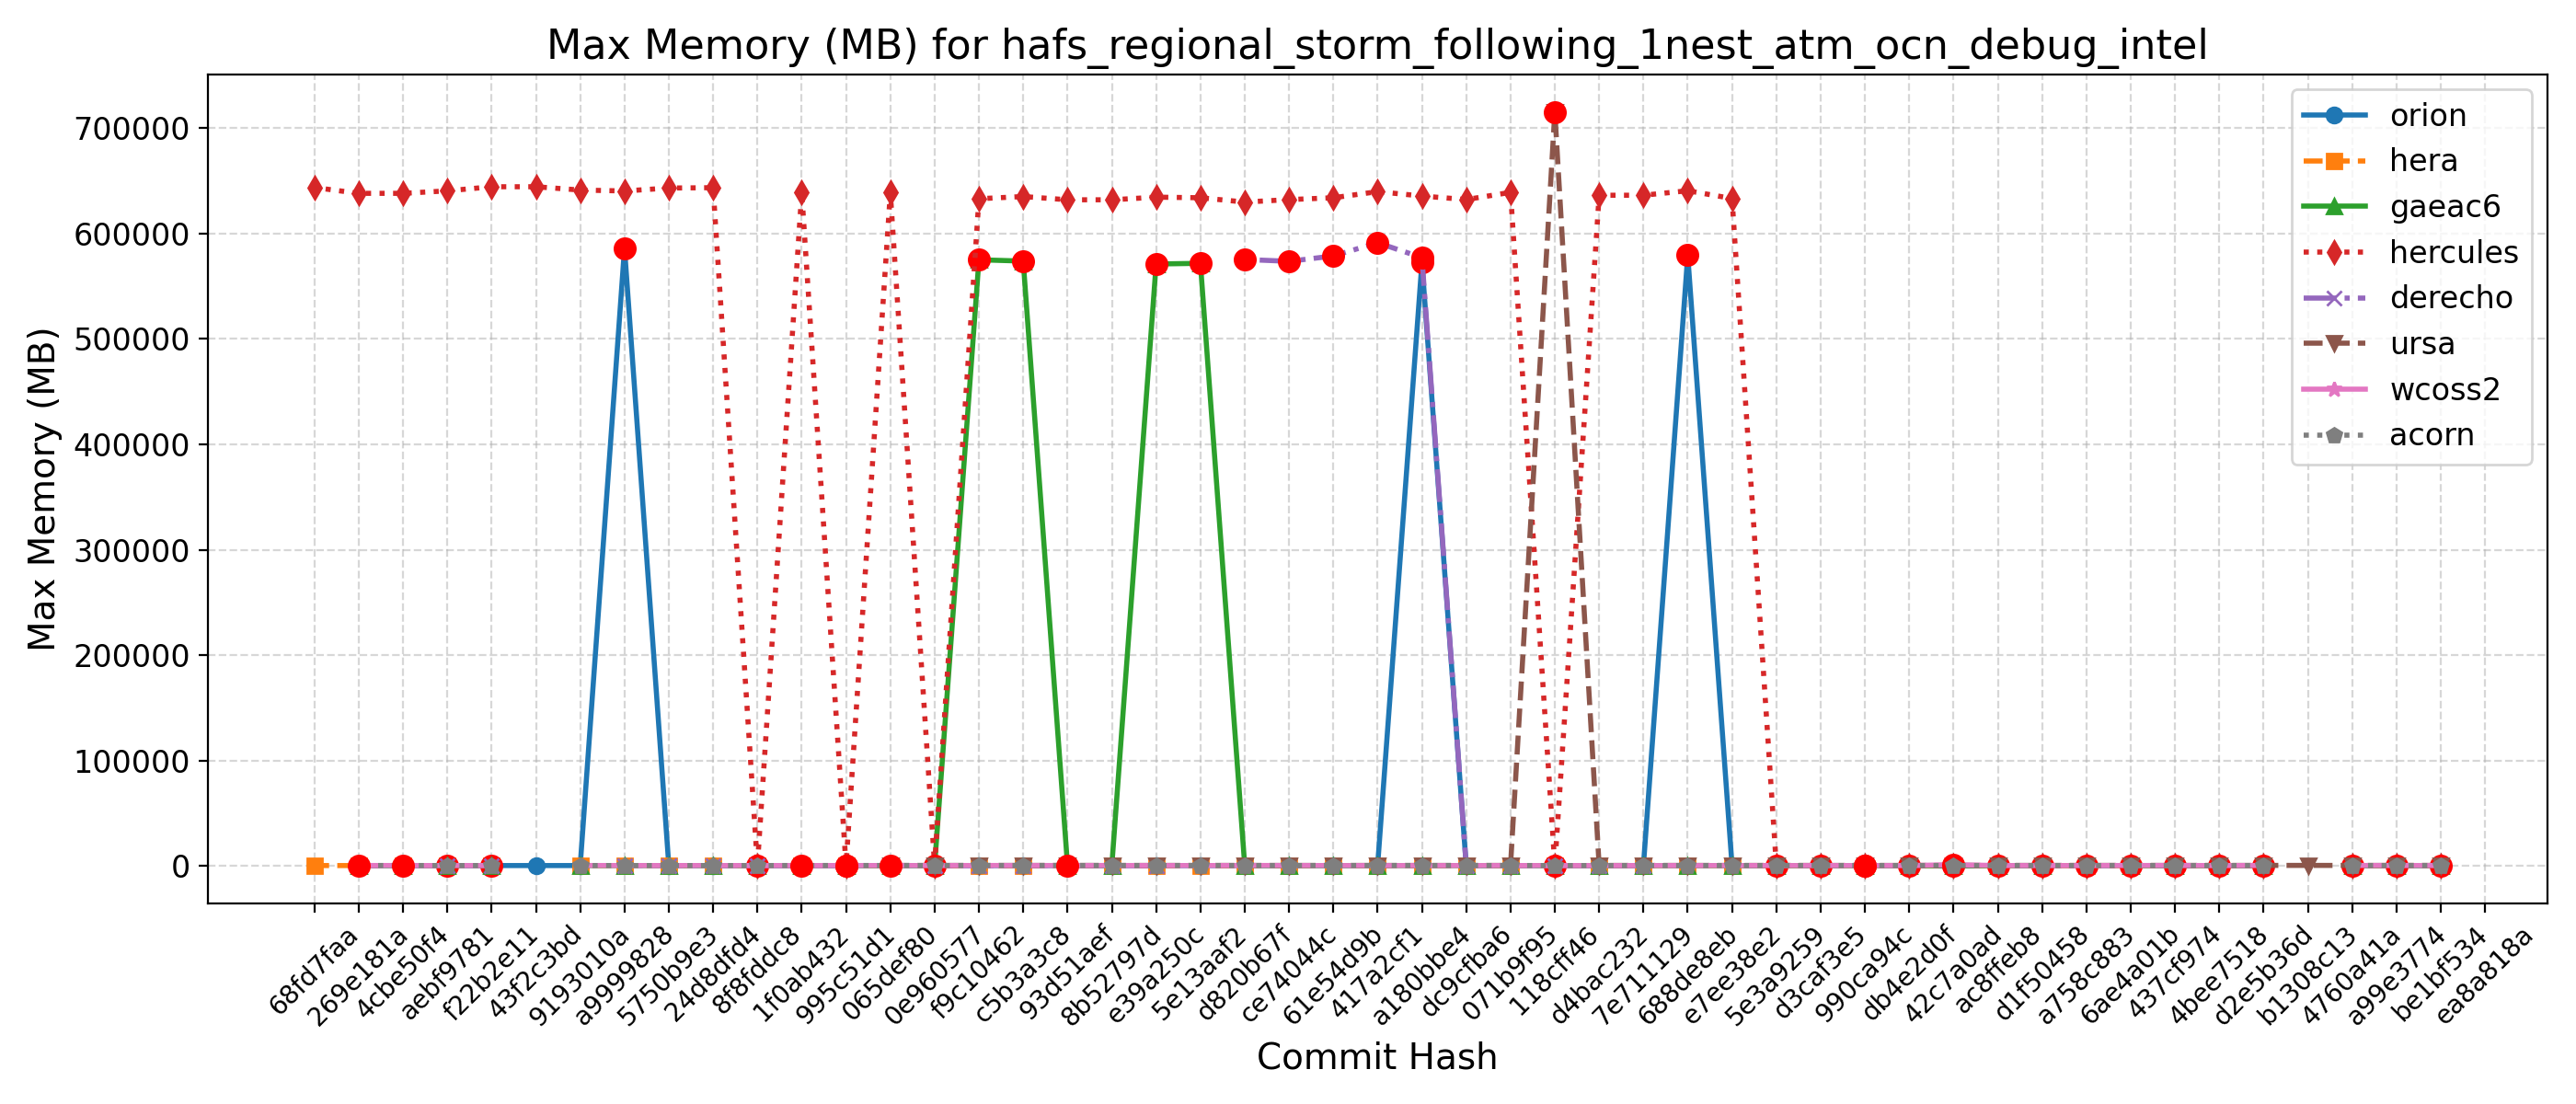 Max Memory (MB) for hafs_regional_storm_following_1nest_atm_ocn_debug_intel
Max Memory (MB)
700000
600000
500000
400000
300000
200000
100000
0
orion
hera
gaeac6
hercules
derecho
ursa
wcoss2
acorn
68fd7faa
269e181a
4cbe50f4
aebf9781
f22b2e11
43f2c3bd
9193010a
a9999828
5750b9e3
24d8dfd4
8f8fddc8
1f0ab432
995c51d1
065def80
0e960577
f9c10462
c5b3a3c8
93d51aef
8b52797d
e39a250c
5e13aaf2
d820b67f
ce74044c
61e54d9b
417a2cf1
a180bbe4
dc9cfba6
071b9f95
118cff46
d4bac232
7e711129
688de8eb
e7ee38e2
5e3a9259
d3caf3e5
990ca94c
db4e2d0f
42c7a0ad
ac8ffeb8
d1f50458
a758c883
6ae4a01b
437cf974
4bee7518
d2e5b36d
b1308c13
4760a41a
a99e3774
be1bf534
ea8a818a
Commit Hash